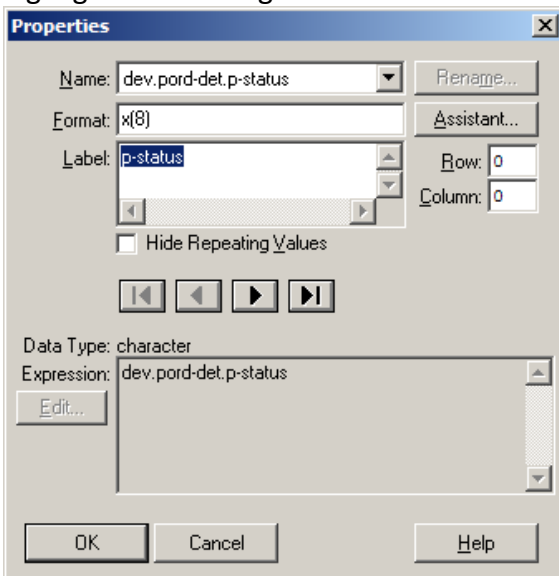 Properties
Name: dev.pord-det.p-status Rename...
Format: x(8) Assistant...
Label: p-status Row: 0
Column: 0
Hide Repeating Values
Data Type: character
Expression: dev.pord-det.p-status
Edit...
OK Cancel Help